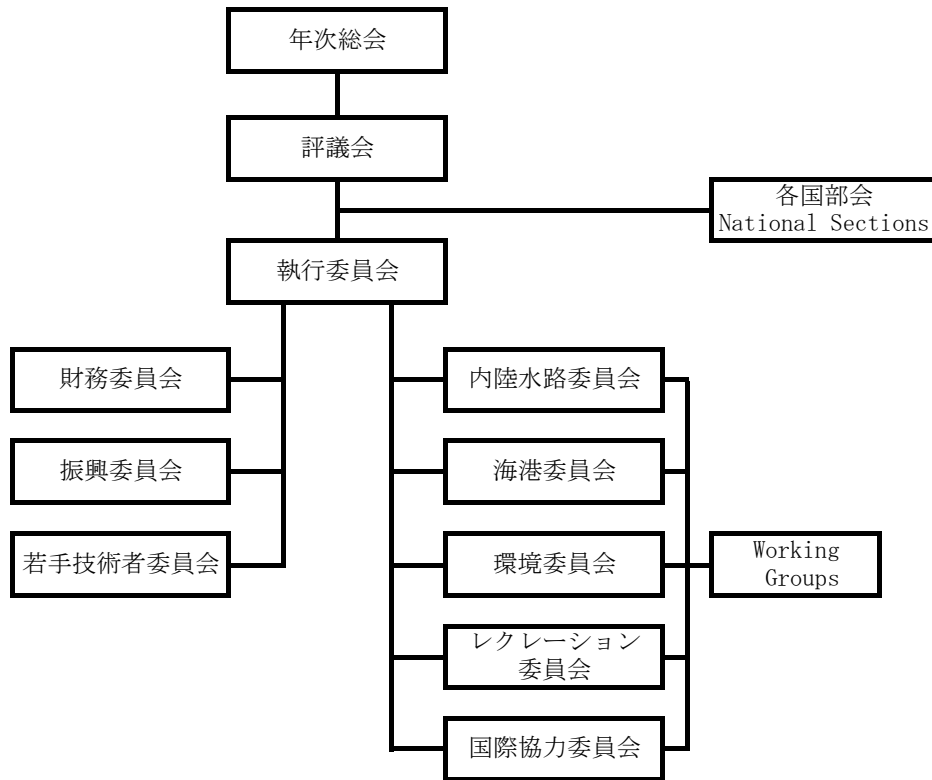 年次総会
評議会
各国部会
National Sections
執行委員会
財務委員会
内陸水路委員会
振興委員会
海港委員会
若手技術者委員会
環境委員会
Working
Groups
レクレーション
委員会
国際協力委員会